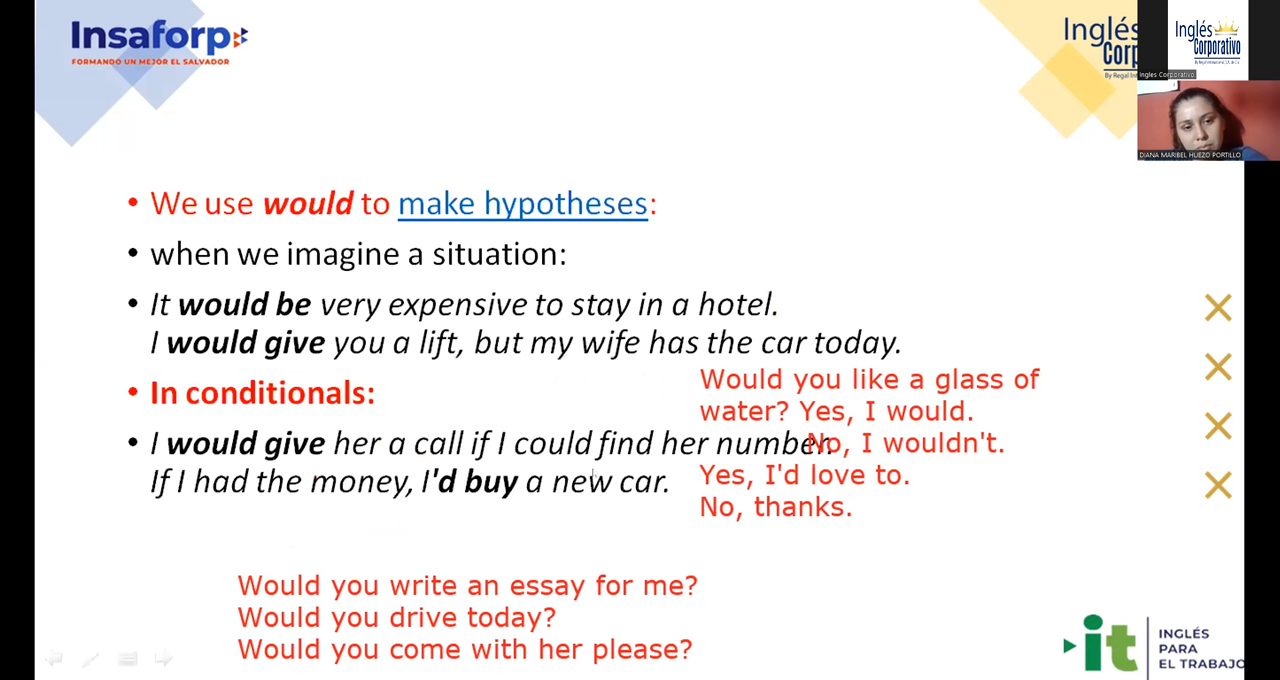 Insaforp
FORMANDO UN MEJOR EL SALVADOR
Inglés
Corp
By Regal
Inglés
Corporativo
Ingles Corporativo
DIANA MARIBEL HUEZO PORTILLO
• We use would to make hypotheses:
• when we imagine a situation:
• It would be very expensive to stay in a hotel.
I would give you a lift, but my wife has the car today.
• In conditionals:
• I would give her a call if I could find her number.
If I had the money, I'd buy a new car.
Would you like a glass of
water? Yes, I would.
No, I wouldn't.
Yes, I'd love to.
No, thanks.
Would you write an essay for me?
Would you drive today?
Would you come with her please?
it
INGLÉS
PARA
EL TRABAJO